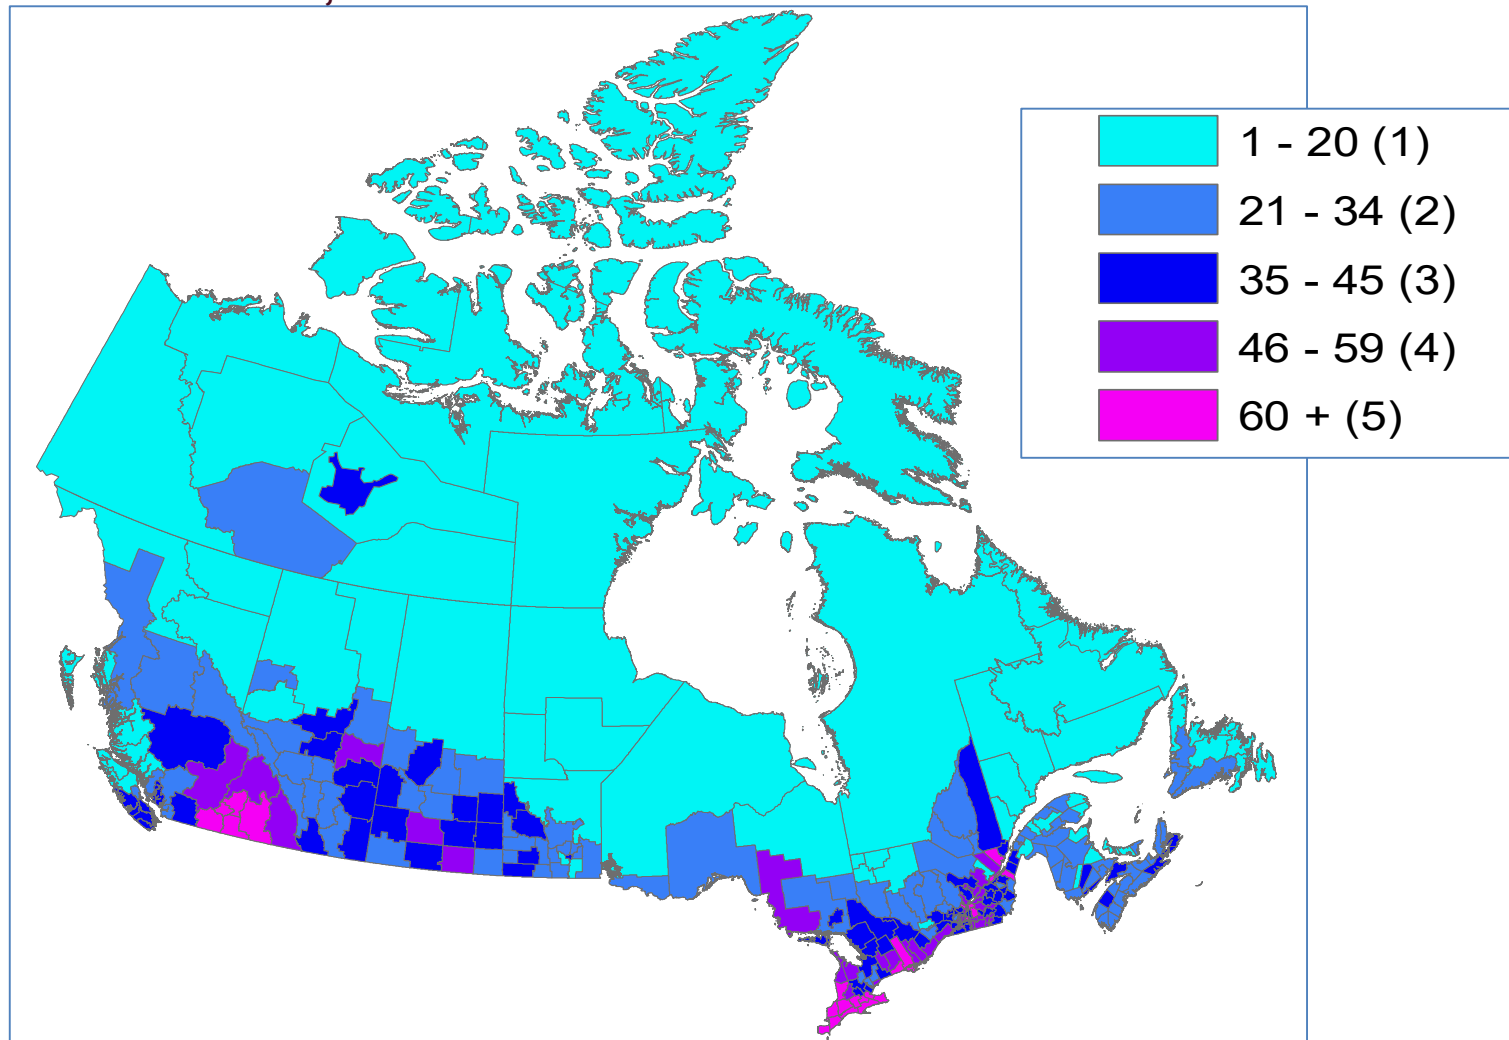 1 - 20 (1)
21 - 34 (2)
35 - 45 (3)
46 - 59 (4)
60 + (5)